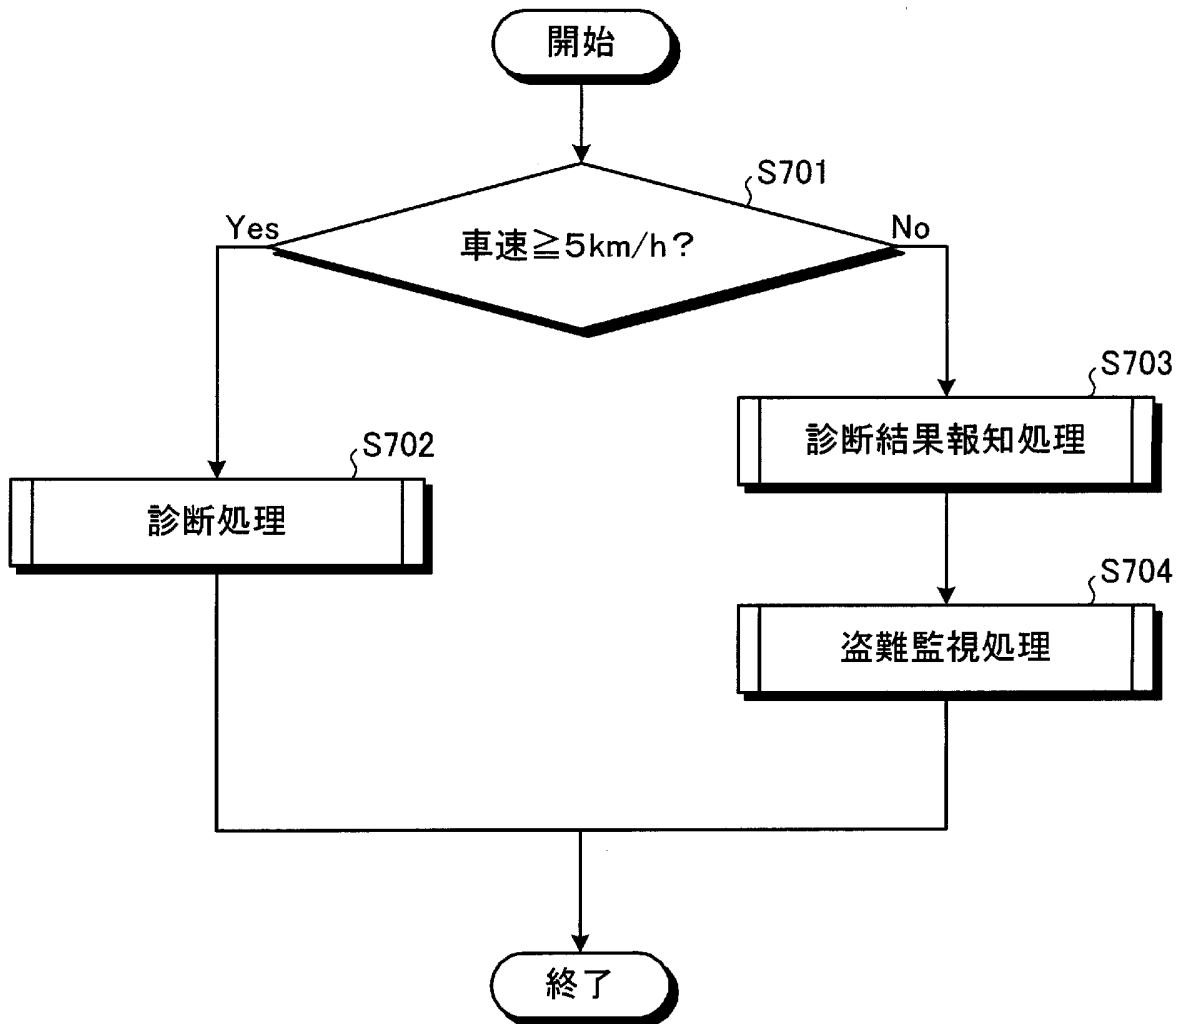 開始
S701
Yes
車速≧5km/h?
No
S703
診断結果報知処理
S702
診断処理
S704
盗難監視処理
終了